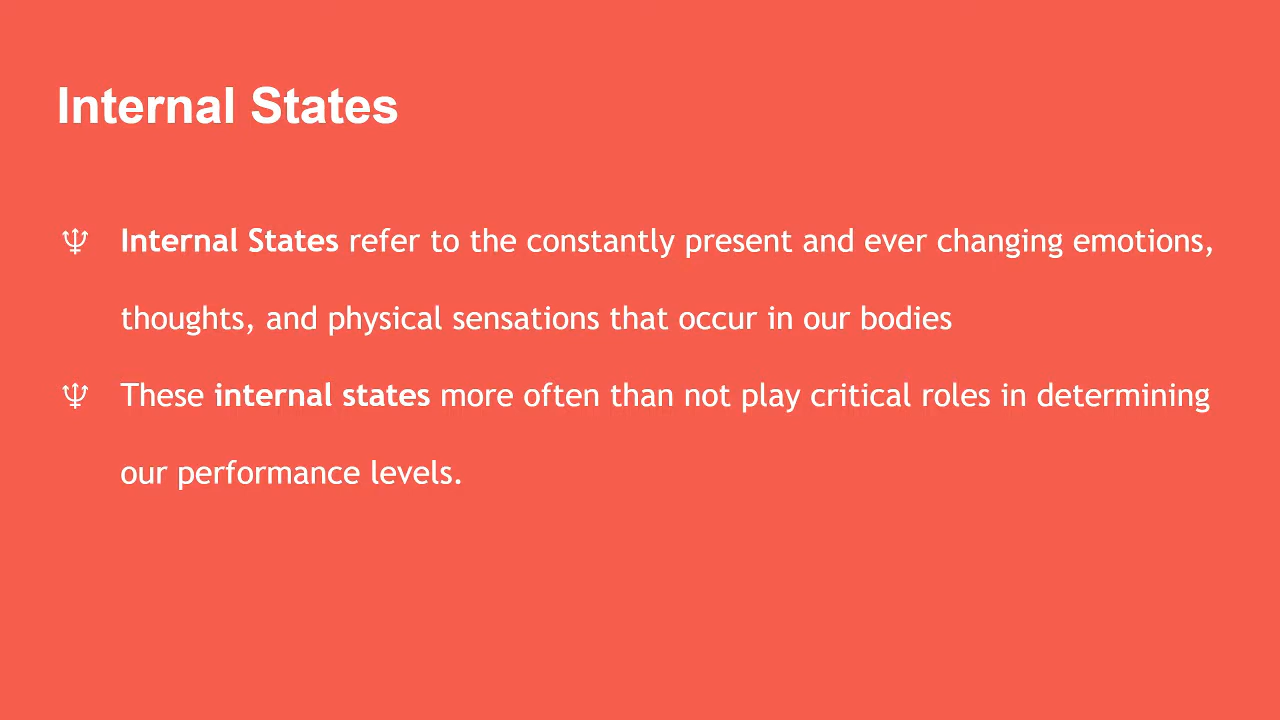 Internal States
♆ Internal States refer to the constantly present and ever changing emotions,
thoughts, and physical sensations that occur in our bodies
♆ These internal states more often than not play critical roles in determining
our performance levels.